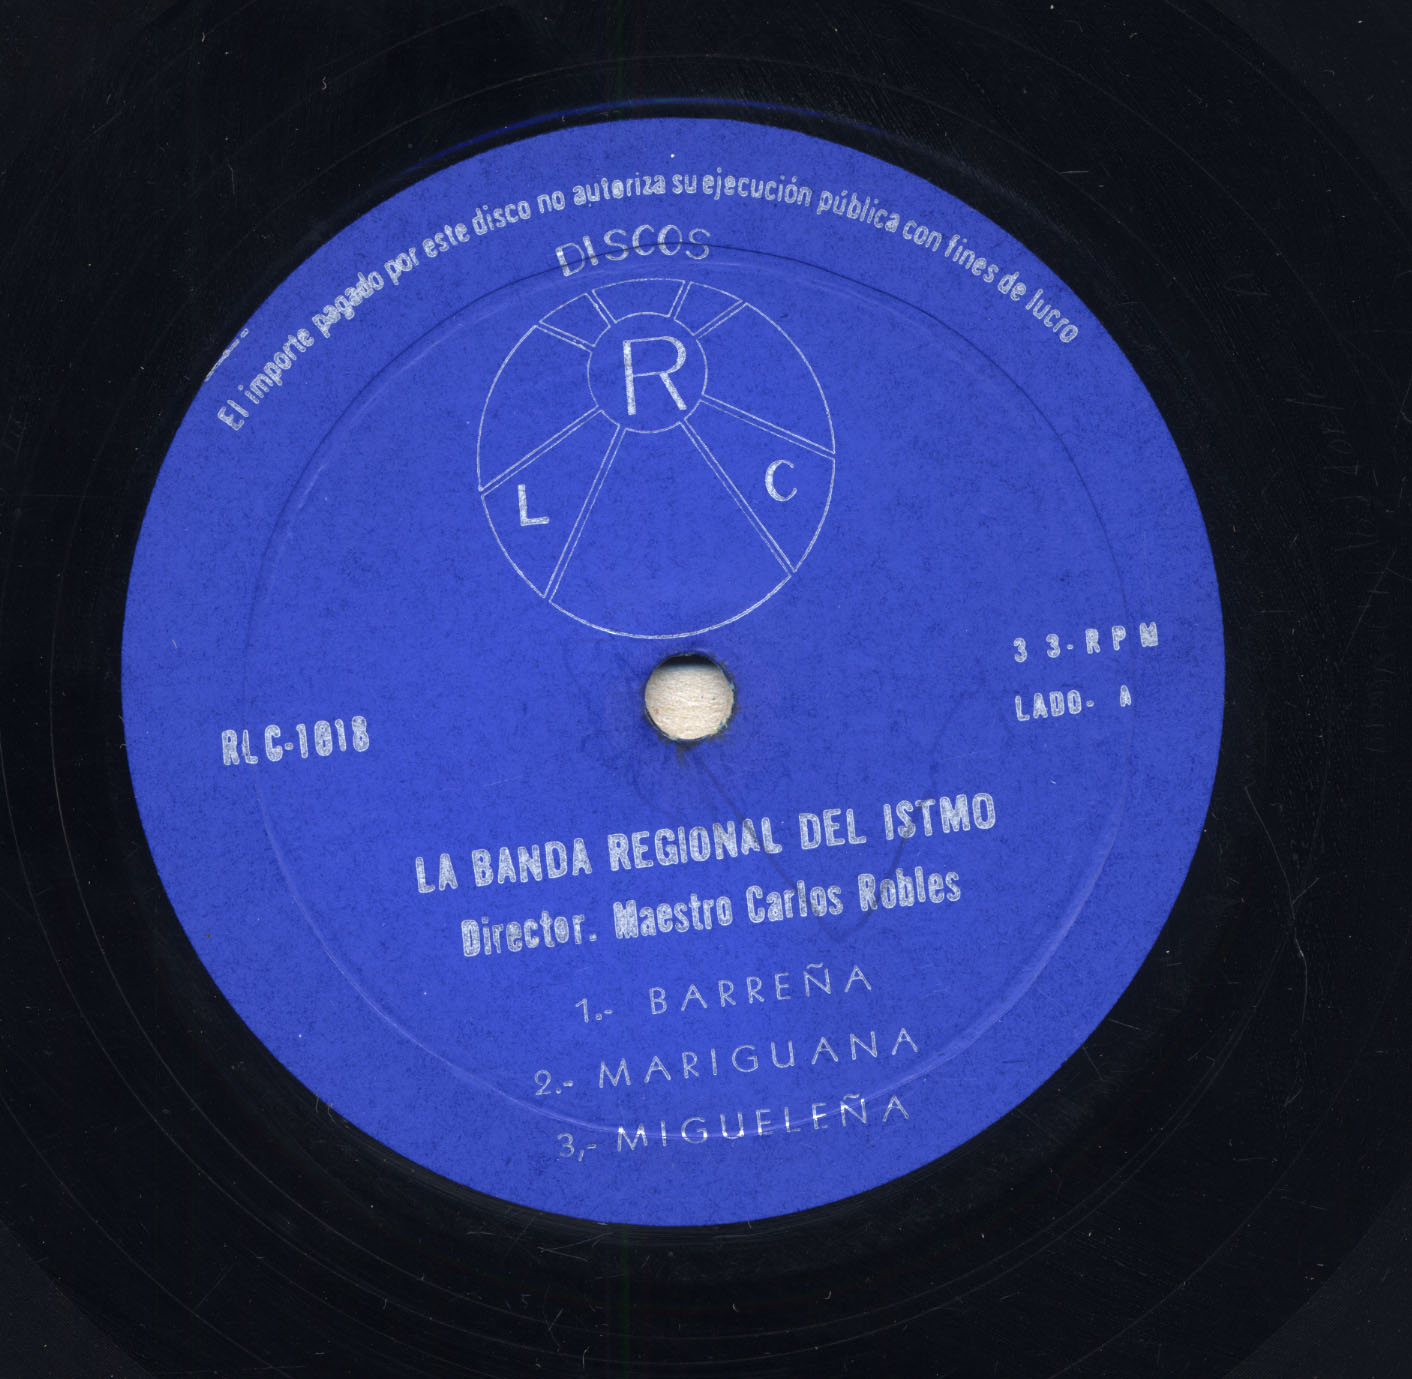 El importe pagado por este disco no autoriza su ejecución pública con fines de lucro
DISCOS
R
L C
33-RPM
LADO- A
RLC-1018
LA BANDA REGIONAL DEL ISTMO
Director. Maestro Carlos Robles
1.- BARREÑA
2.- MARIGUANA
3,- MIGUELEÑA